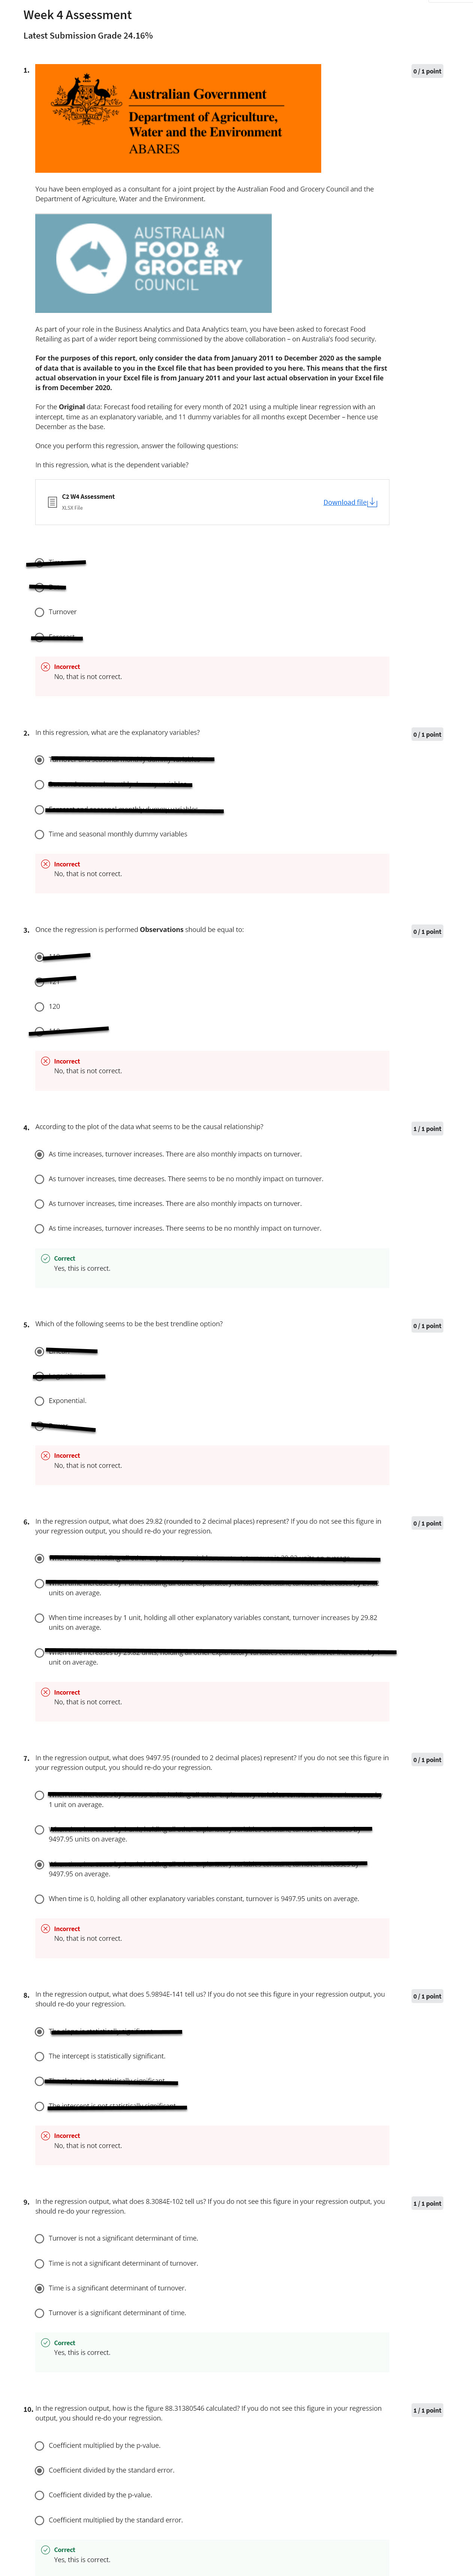 Week 4 Assessment
Latest Submission Grade 24.16%
1.
0 / 1 point
Australian Government
Department of Agriculture,
Water and the Environment
ABARES
You have been employed as a consultant for a joint project by the Australian Food and Grocery Council and the
Department of Agriculture, Water and the Environment.
AUSTRALIAN
FOOD &
GROCERY
COUNCIL
As part of your role in the Business Analytics and Data Analytics team, you have been asked to forecast Food
Retailing as part of a wider report being commissioned by the above collaboration – on Australia's food security.
For the purposes of this report, only consider the data from January 2011 to December 2020 as the sample
of data that is available to you in the Excel file that has been provided to you here. This means that the first
actual observation in your Excel file is from January 2011 and your last actual observation in your Excel file
is from December 2020.
For the Original data: Forecast food retailing for every month of 2021 using a multiple linear regression with an
intercept, time as an explanatory variable, and 11 dummy variables for all months except December – hence use
December as the base.
Once you perform this regression, answer the following questions:
In this regression, what is the dependent variable?
C2 W4 Assessment
XLSX File
Download file
Turnover
Incorrect
No, that is not correct.
2. In this regression, what are the explanatory variables?
0 / 1 point
Time and seasonal monthly dummy variables
Incorrect
No, that is not correct.
3. Once the regression is performed Observations should be equal to:
0 / 1 point
120
Incorrect
No, that is not correct.
4. According to the plot of the data what seems to be the causal relationship?
1 / 1 point
As time increases, turnover increases. There are also monthly impacts on turnover.
As turnover increases, time decreases. There seems to be no monthly impact on turnover.
As turnover increases, time increases. There are also monthly impacts on turnover.
As time increases, turnover increases. There seems to be no monthly impact on turnover.
Correct
Yes, this is correct.
5. Which of the following seems to be the best trendline option?
0 / 1 point
Exponential.
Incorrect
No, that is not correct.
6. In the regression output, what does 29.82 (rounded to 2 decimal places) represent? If you do not see this figure in
your regression output, you should re-do your regression.
0 / 1 point
units on average.
When time increases by 1 unit, holding all other explanatory variables constant, turnover increases by 29.82
units on average.
unit on average.
Incorrect
No, that is not correct.
7. In the regression output, what does 9497.95 (rounded to 2 decimal places) represent? If you do not see this figure in
your regression output, you should re-do your regression.
0 / 1 point
1 unit on average.
9497.95 units on average.
9497.95 on average.
When time is 0, holding all other explanatory variables constant, turnover is 9497.95 units on average.
Incorrect
No, that is not correct.
8. In the regression output, what does 5.9894E-141 tell us? If you do not see this figure in your regression output, you
should re-do your regression.
0 / 1 point
The intercept is statistically significant.
Incorrect
No, that is not correct.
9. In the regression output, what does 8.3084E-102 tell us? If you do not see this figure in your regression output, you
should re-do your regression.
1 / 1 point
Turnover is not a significant determinant of time.
Time is not a significant determinant of turnover.
Time is a significant determinant of turnover.
Turnover is a significant determinant of time.
Correct
Yes, this is correct.
10. In the regression output, how is the figure 88.31380546 calculated? If you do not see this figure in your regression
output, you should re-do your regression.
1 / 1 point
Coefficient multiplied by the p-value.
Coefficient divided by the standard error.
Coefficient divided by the p-value.
Coefficient multiplied by the standard error.
Correct
Yes, this is correct.